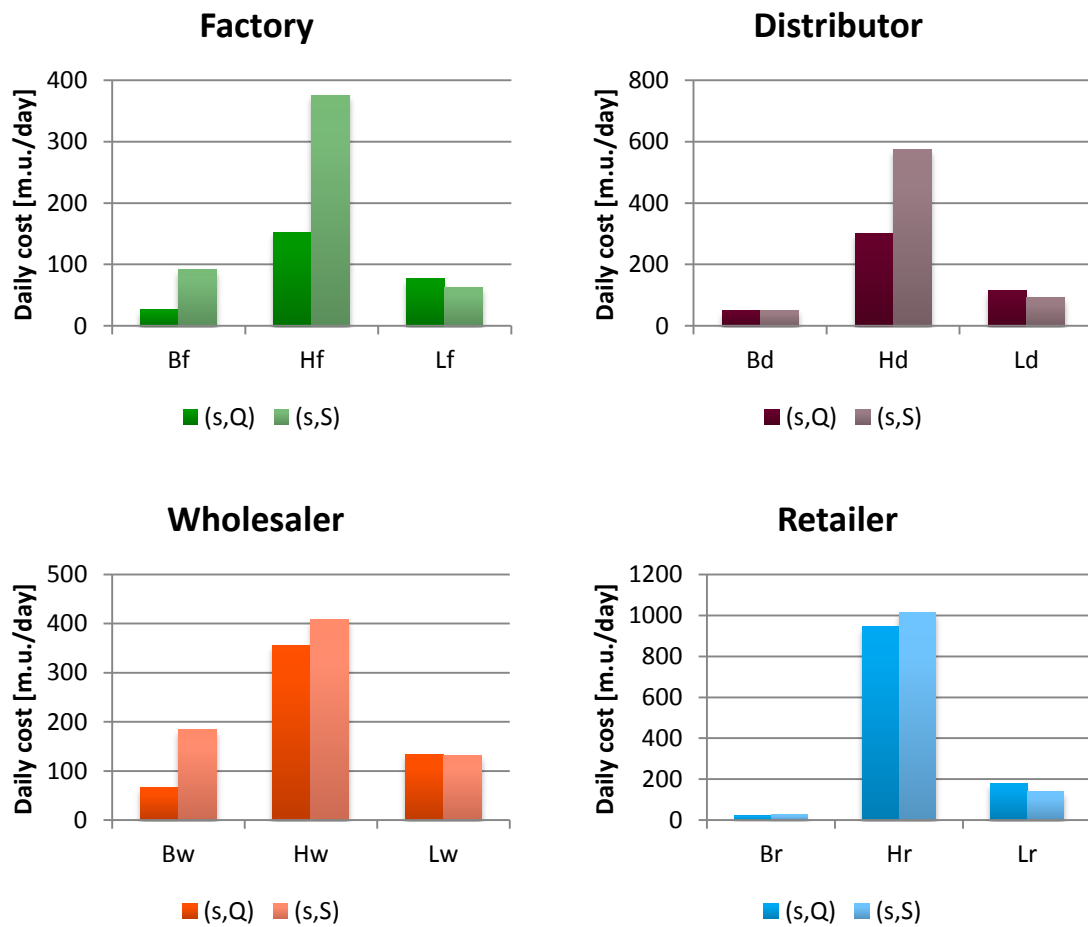 Factory
Daily cost [m.u./day]
400
300
200
100
0
Bf Hf Lf
(s,Q) (s,S)
Distributor
Daily cost [m.u./day]
800
600
400
200
0
Bd Hd Ld
(s,Q) (s,S)
Wholesaler
Daily cost [m.u./day]
500
400
300
200
100
0
Bw Hw Lw
(s,Q) (s,S)
Retailer
Daily cost [m.u./day]
1200
1000
800
600
400
200
0
Br Hr Lr
(s,Q) (s,S)